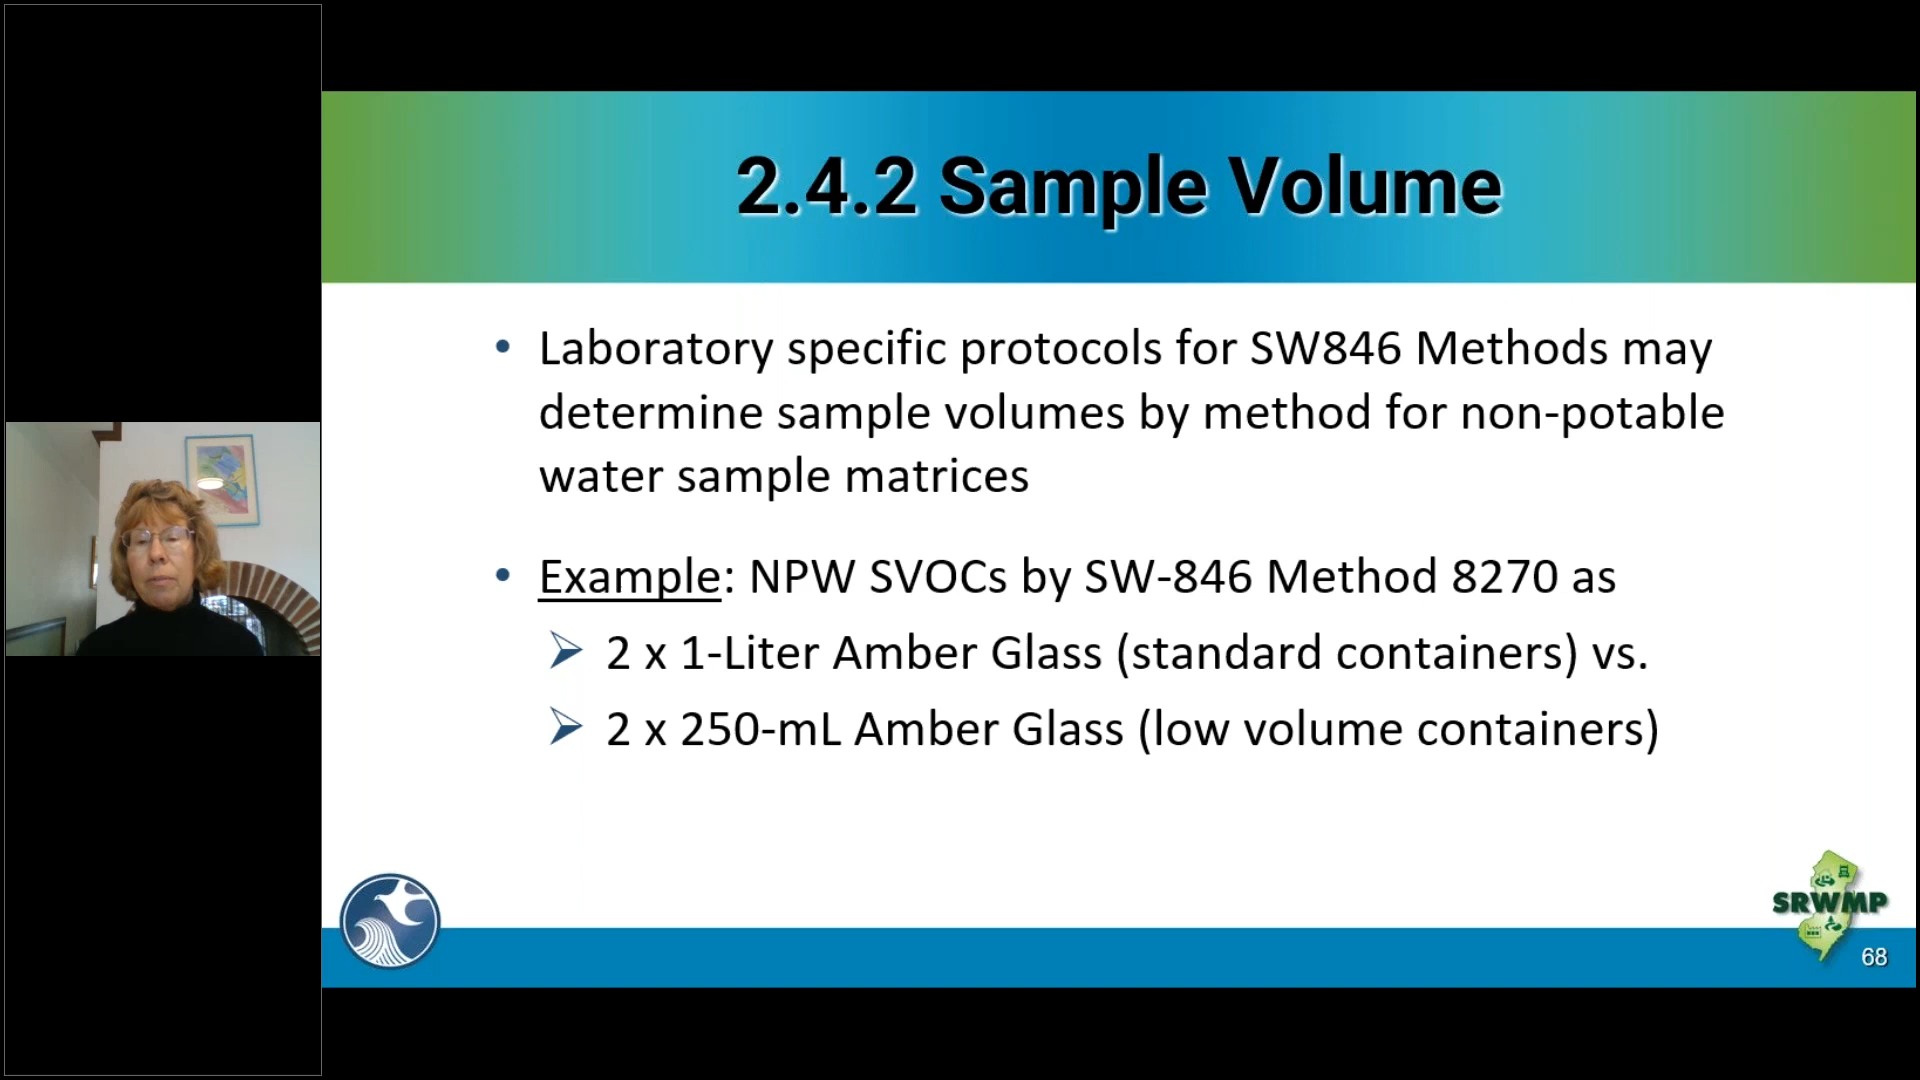 2.4.2 Sample Volume
• Laboratory specific protocols for SW846 Methods may
determine sample volumes by method for non-potable
water sample matrices
• Example: NPW SVOCs by SW-846 Method 8270 as
2 x 1-Liter Amber Glass (standard containers) vs.
2 x 250-mL Amber Glass (low volume containers)
SRWMP
68